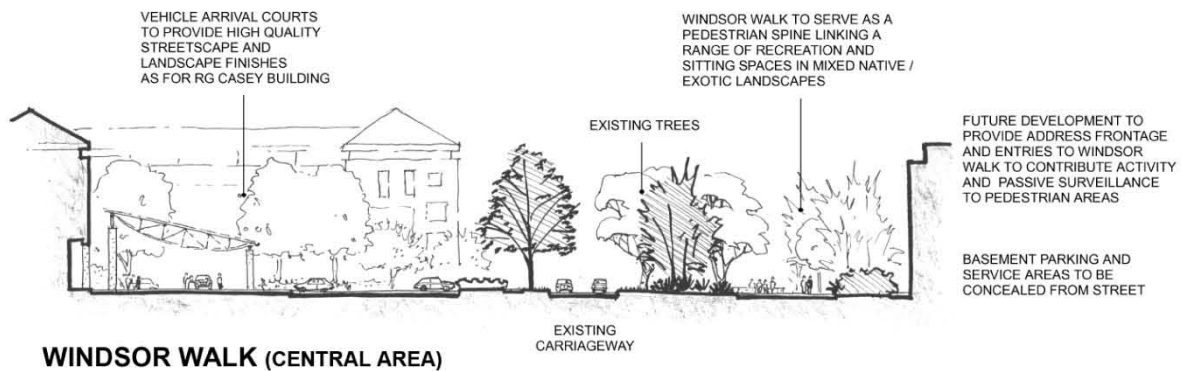 VEHICLE ARRIVAL COURTS
TO PROVIDE HIGH QUALITY
STREETSCAPE AND
LANDSCAPE FINISHES
AS FOR RG CASEY BUILDING
WINDSOR WALK TO SERVE AS A
PEDESTRIAN SPINE LINKING A
RANGE OF RECREATION AND
SITTING SPACES IN MIXED NATIVE /
EXOTIC LANDSCAPES
EXISTING TREES
FUTURE DEVELOPMENT TO
PROVIDE ADDRESS FRONTAGE
AND ENTRIES TO WINDSOR
WALK TO CONTRIBUTE ACTIVITY
AND PASSIVE SURVEILLANCE
TO PEDESTRIAN AREAS
BASEMENT PARKING AND
SERVICE AREAS TO BE
CONCEALED FROM STREET
EXISTING
CARRIAGEWAY
WINDSOR WALK (CENTRAL AREA)